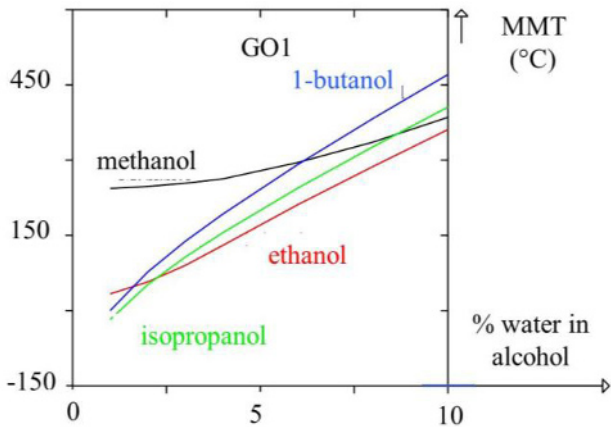 GO1
MMT
(°C)
450
1-butanol
methanol
150
ethanol
isopropanol
% water in
alcohol
-150
0
5
10